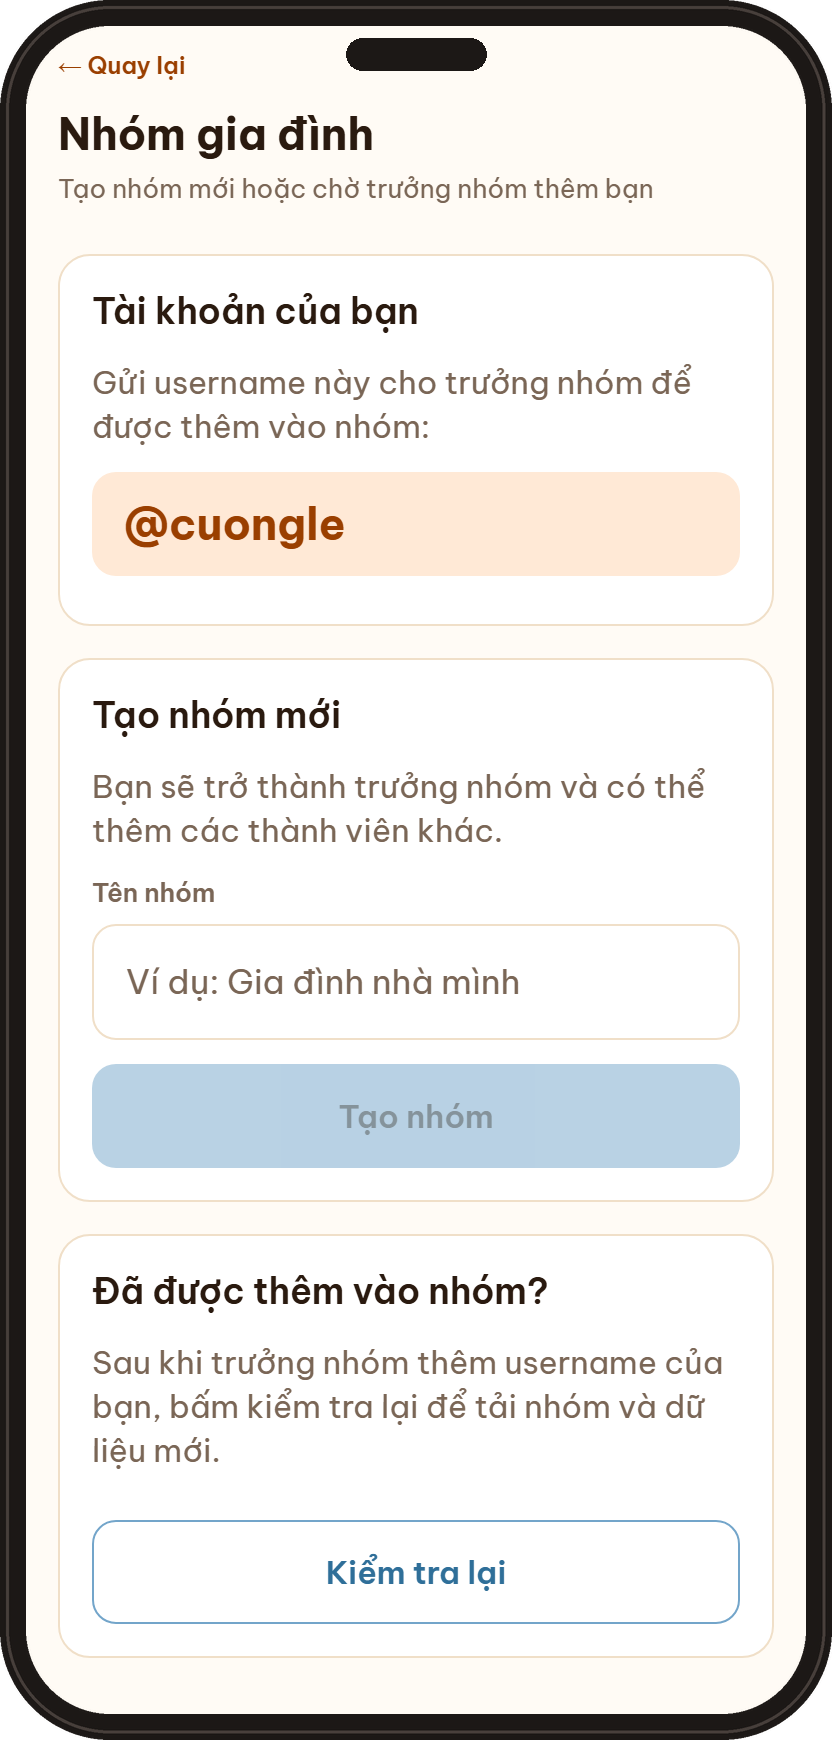 ← Quay lại
Nhóm gia đình
Tạo nhóm mới hoặc chờ trưởng nhóm thêm bạn
Tài khoản của bạn
Gửi username này cho trưởng nhóm để
được thêm vào nhóm:
@cuongle
Tạo nhóm mới
Bạn sẽ trở thành trưởng nhóm và có thể
thêm các thành viên khác.
Tên nhóm
Ví dụ: Gia đình nhà mình
Tạo nhóm
Đã được thêm vào nhóm?
Sau khi trưởng nhóm thêm username của
bạn, bấm kiểm tra lại để tải nhóm và dữ
liệu mới.
Kiểm tra lại